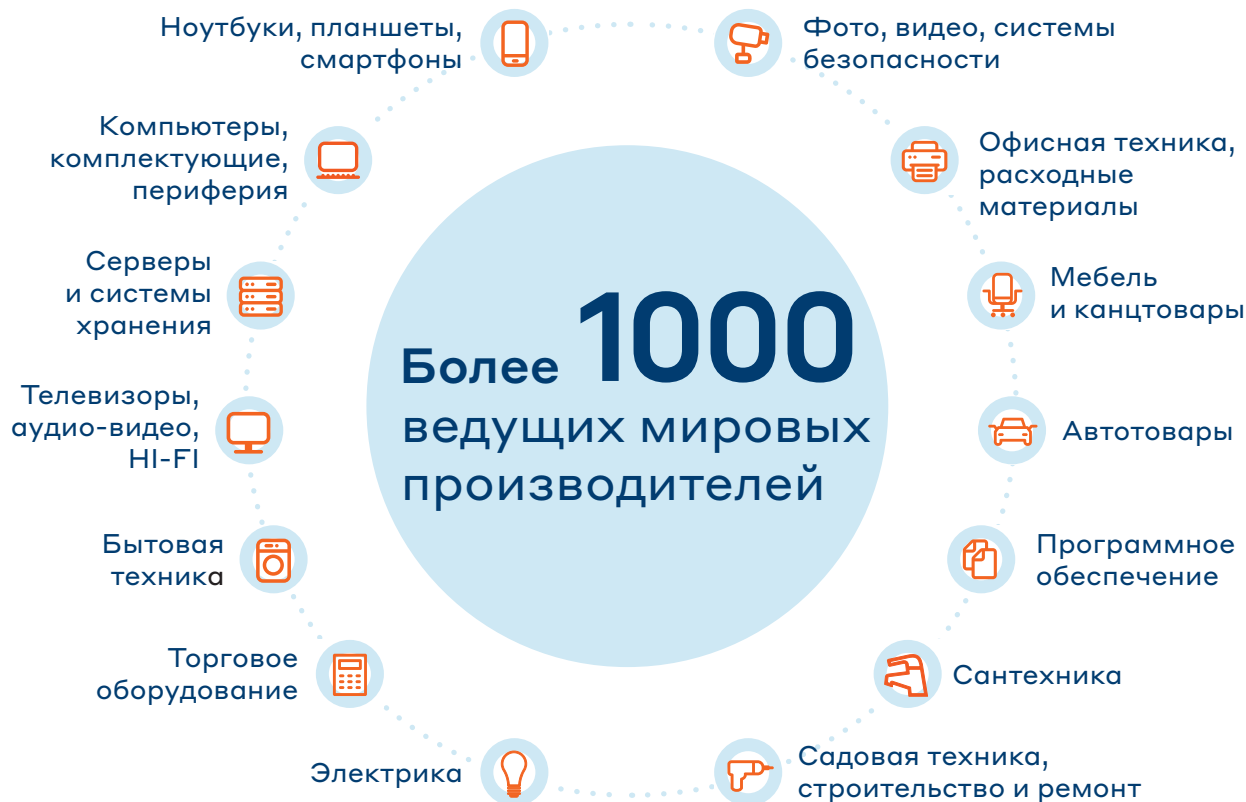 Ноутбуки, планшеты,
смартфоны
Фото, видео, системы
безопасности
Компьютеры,
комплектующие,
периферия
Офисная техника,
расходные
материалы
Серверы
и системы
хранения
Мебель
и канцтовары
Более 1000
ведущих мировых
производителей
Телевизоры,
аудио-видео,
HI-FI
Автотовары
Бытовая
техника
Программное
обеспечение
Торговое
оборудование
Сантехника
Электрика
Садовая техника,
строительство и ремонт